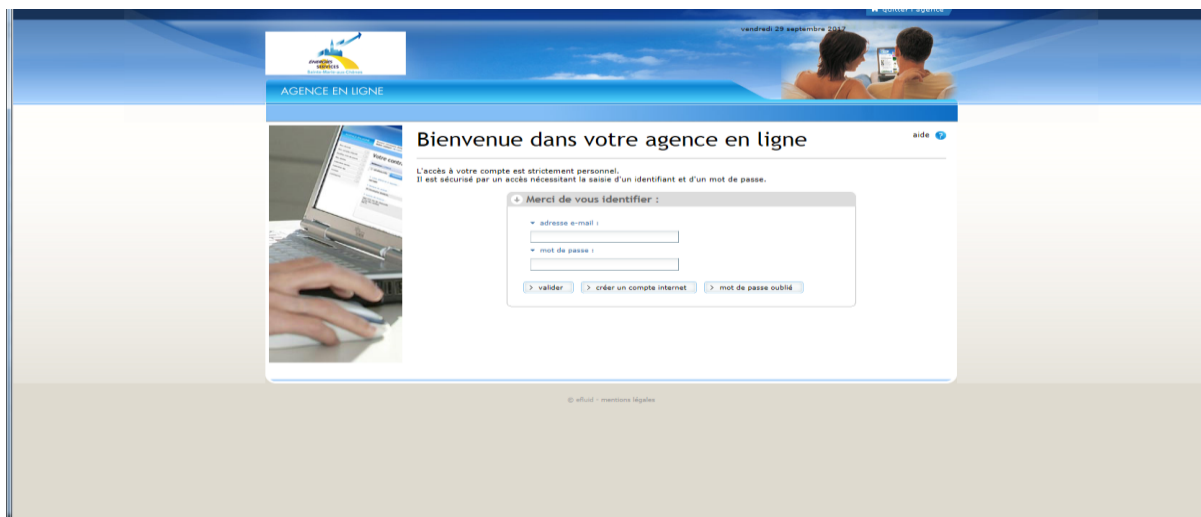 quitter l'agence
vendredi 29 septembre 2017
SERVICES
AGENCE EN LIGNE
Bienvenue dans votre agence en ligne
aide ?
L'accès à votre compte est strictement personnel.
Il est sécurisé par un accès nécessitant la saisie d'un identifiant et d'un mot de passe.
Merci de vous identifier :
adresse e-mail :
mot de passe :
> valider
> créer un compte internet
> mot de passe oublié
© efluid - mentions légales